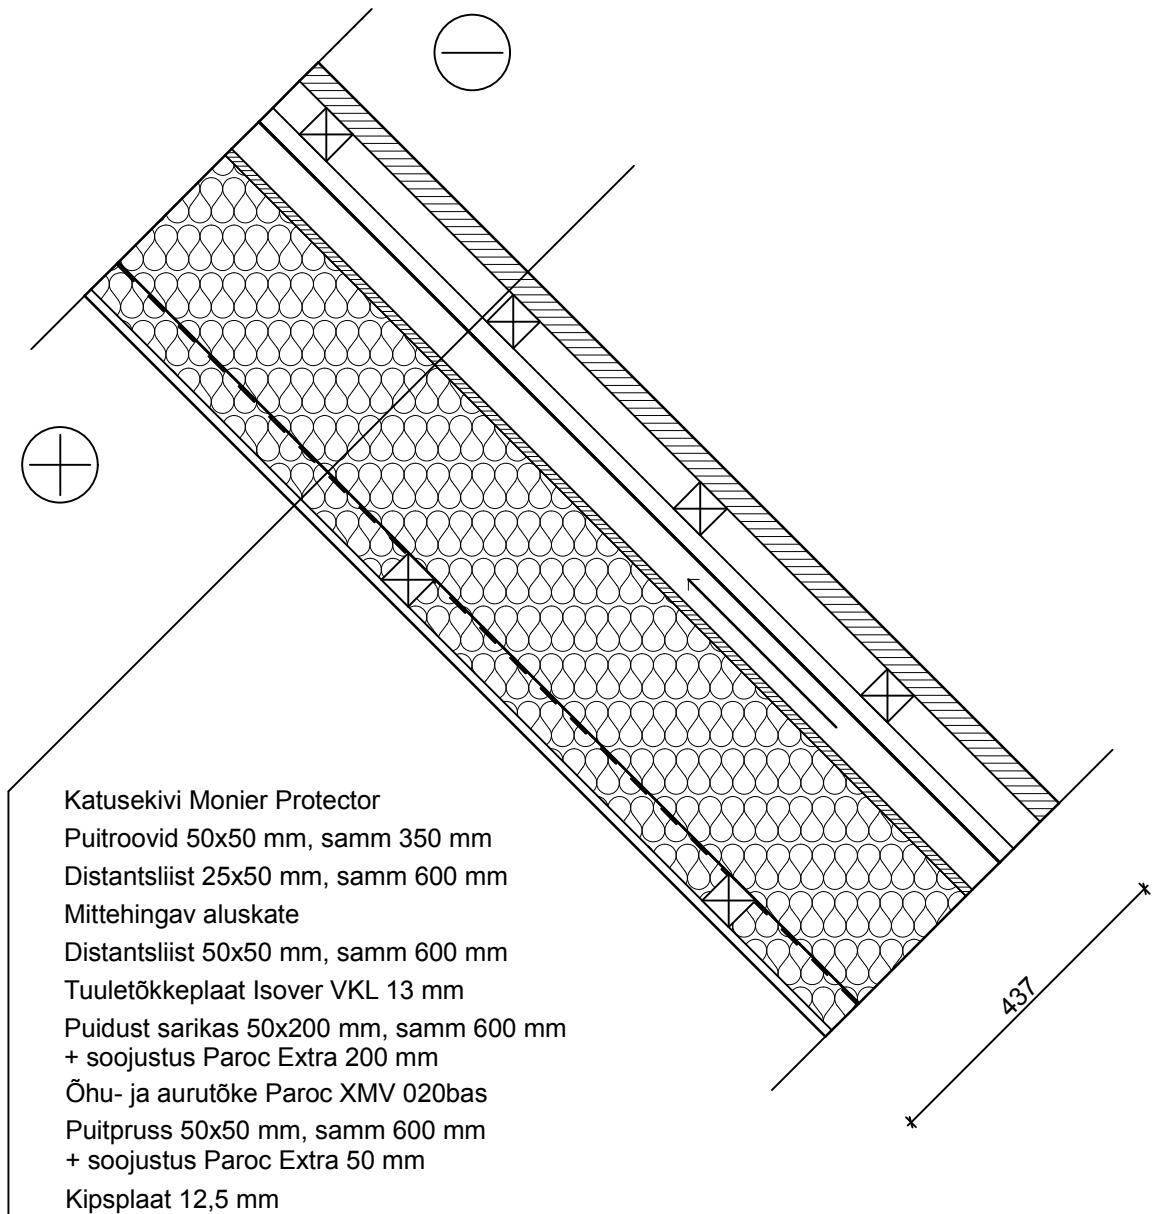 Katusekivi Monier Protector
Puitroovid 50x50 mm, samm 350 mm
Distantsliist 25x50 mm, samm 600 mm
Mittehingav aluskate
Distantsliist 50x50 mm, samm 600 mm
Tuuletõkkeplaat Isover VKL 13 mm
Puidust sarikas 50x200 mm, samm 600 mm
+ soojustus Paroc Extra 200 mm
Õhu- ja aurutõke Paroc XMV 020bas
Puitpruss 50x50 mm, samm 600 mm
+ soojustus Paroc Extra 50 mm
Kipsplaat 12,5 mm
437